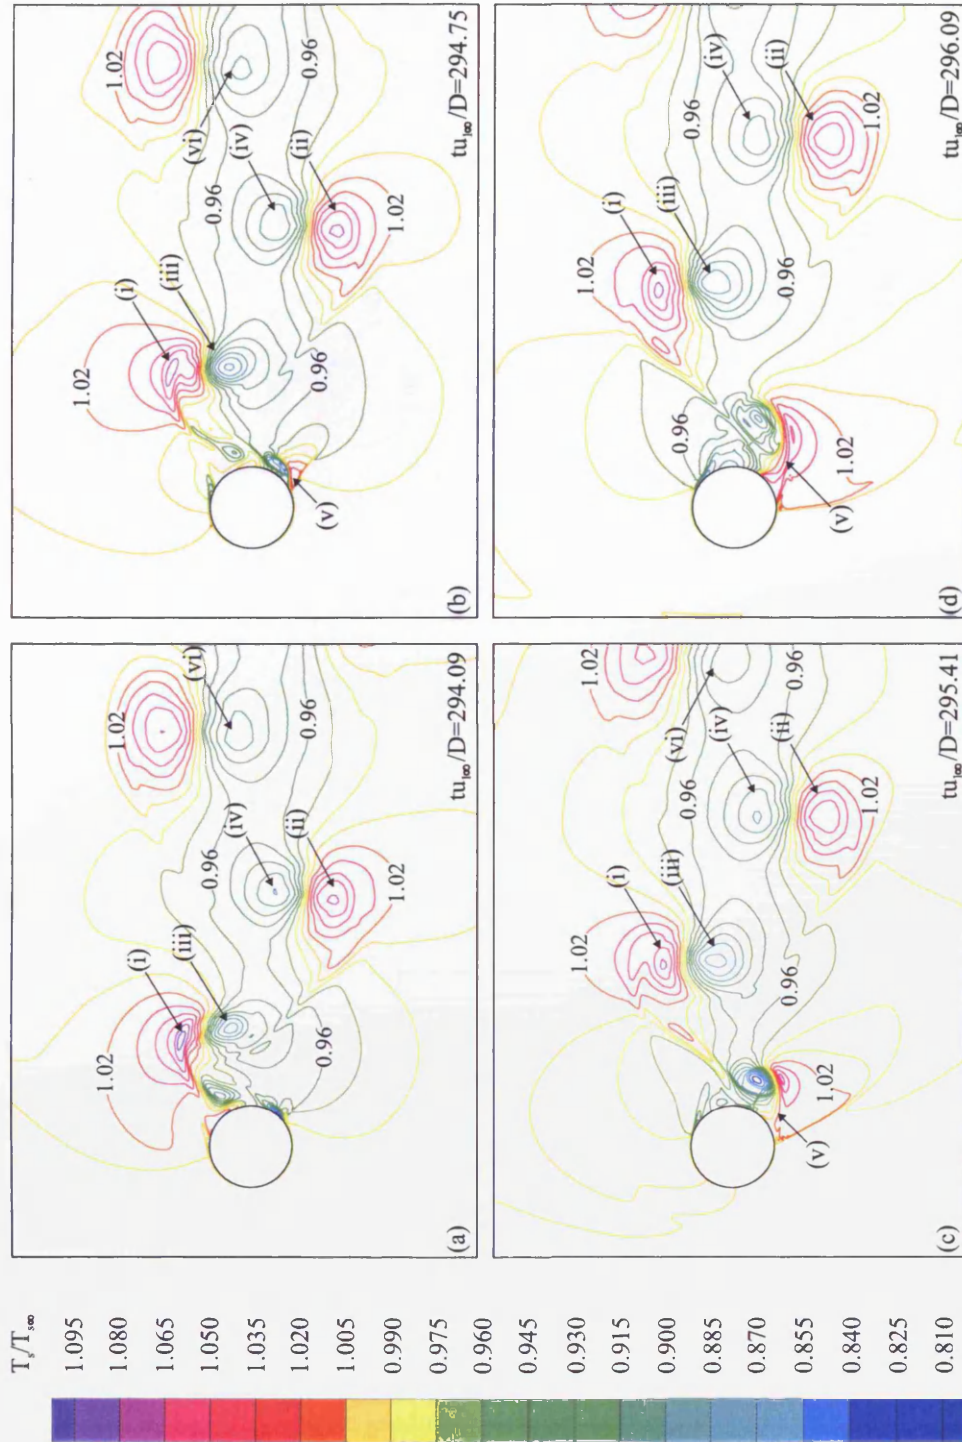 T_s/T_s∞
1.095
1.080
1.065
1.050
1.035
1.020
1.005
0.990
0.975
0.960
0.945
0.930
0.915
0.900
0.885
0.870
0.855
0.840
0.825
0.810
(a)
1.02
(i)
(iii)
0.96
0.96
(iv)
(ii)
1.02
1.02
(vi)
0.96
tu_1∞/D=294.09
(b)
(v)
1.02
(i)
(iii)
0.96
0.96
(vi)
(iv)
(ii)
1.02
1.02
0.96
tu_1∞/D=294.75
(c)
(v)
1.02
1.02
(i)
(iii)
0.96
0.96
(vi)
(iv)
(ii)
1.02
1.02
0.96
tu_1∞/D=295.41
(d)
(v)
0.96
1.02
1.02
(i)
(iii)
0.96
0.96
(iv)
(ii)
1.02
tu_1∞/D=296.09